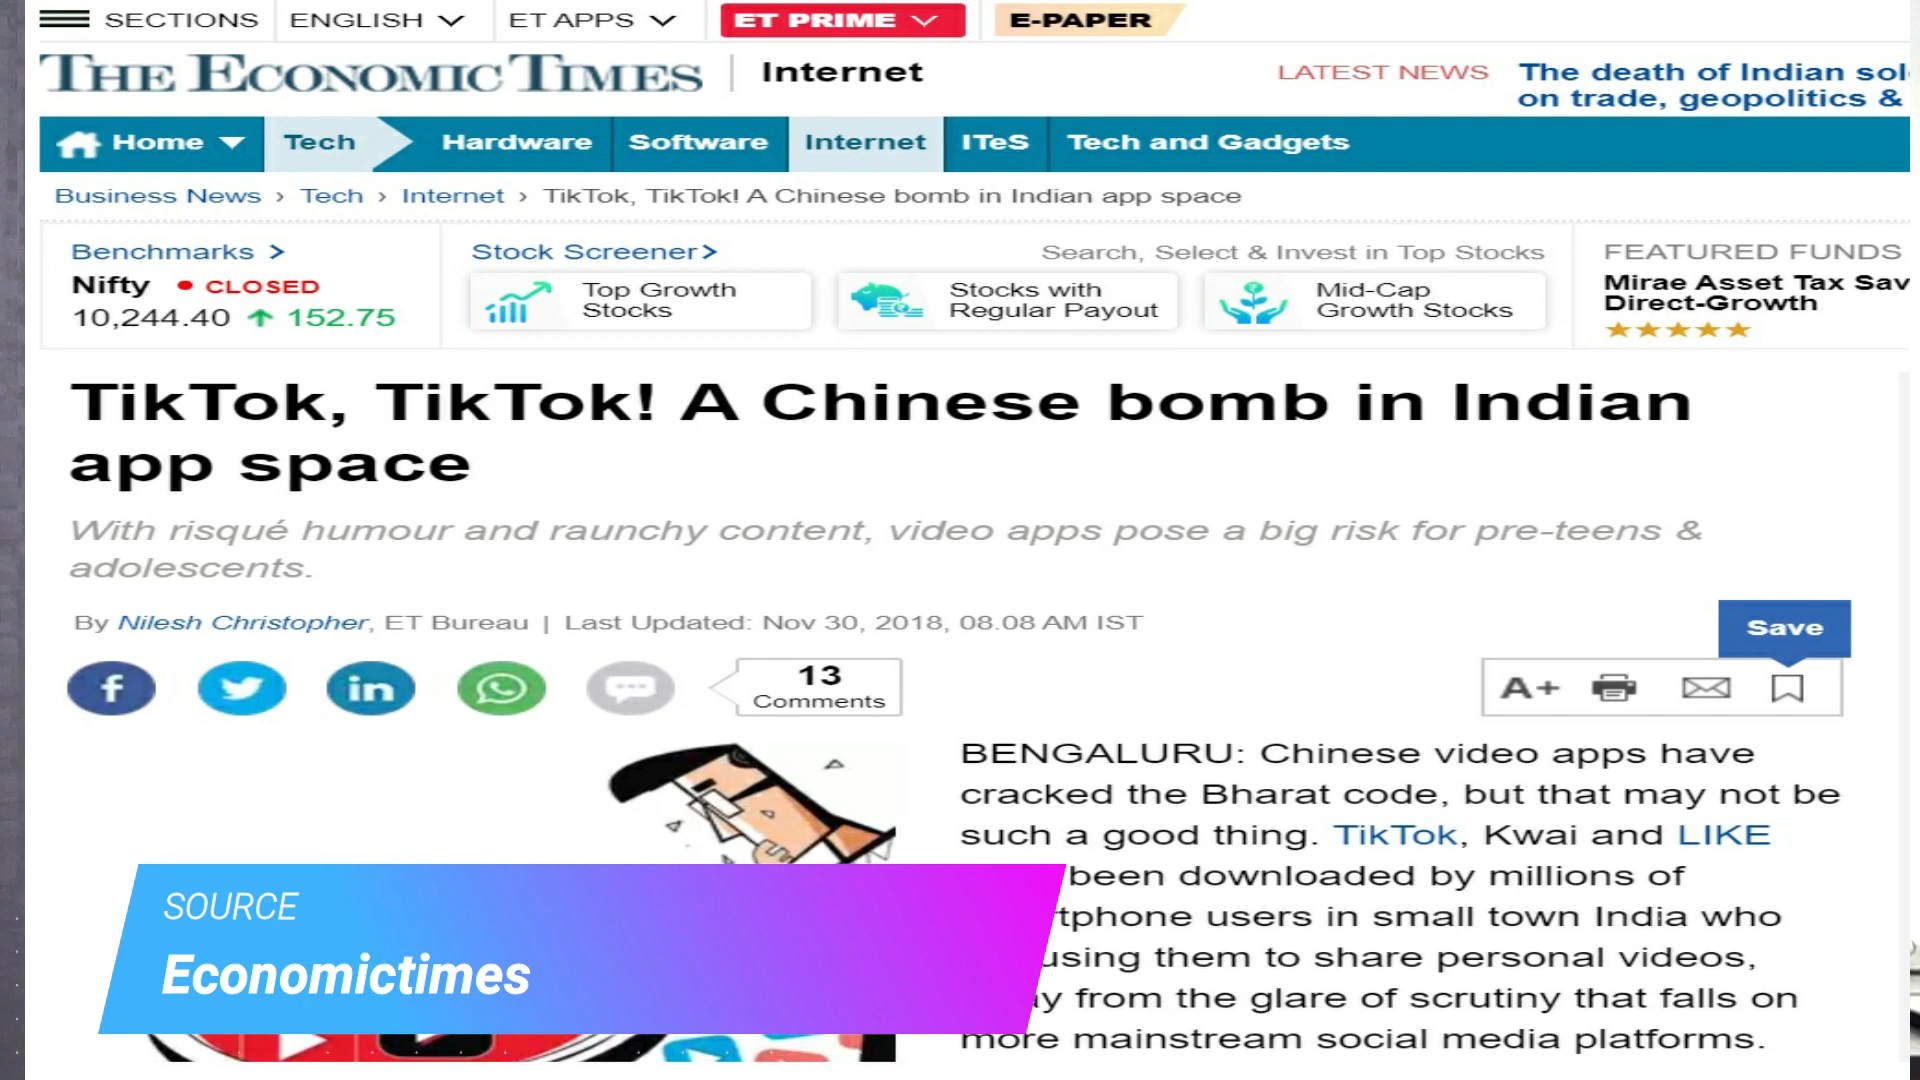 SECTIONS ENGLISH ET APPS ET PRIME E-PAPER
THE ECONOMIC TIMES | Internet
LATEST NEWS The death of Indian sol
on trade, geopolitics &
Home Tech Hardware Software Internet ITeS Tech and Gadgets
Business News › Tech › Internet › TikTok, TikTok! A Chinese bomb in Indian app space
Benchmarks >
Nifty • CLOSED
10,244.40 ↑ 152.75
Stock Screener>
Search, Select & Invest in Top Stocks
Top Growth
Stocks
Stocks with
Regular Payout
Mid-Cap
Growth Stocks
FEATURED FUNDS
Mirae Asset Tax Sav
Direct-Growth
★★★★★
TikTok, TikTok! A Chinese bomb in Indian
app space
With risqué humour and raunchy content, video apps pose a big risk for pre-teens &
adolescents.
By Nilesh Christopher, ET Bureau | Last Updated: Nov 30, 2018, 08.08 AM IST
Save
13
Comments
A+
BENGALURU: Chinese video apps have
cracked the Bharat code, but that may not be
such a good thing. TikTok, Kwai and LIKE
been downloaded by millions of
tphone users in small town India who
using them to share personal videos,
y from the glare of scrutiny that falls on
more mainstream social media platforms.
SOURCE
Economictimes